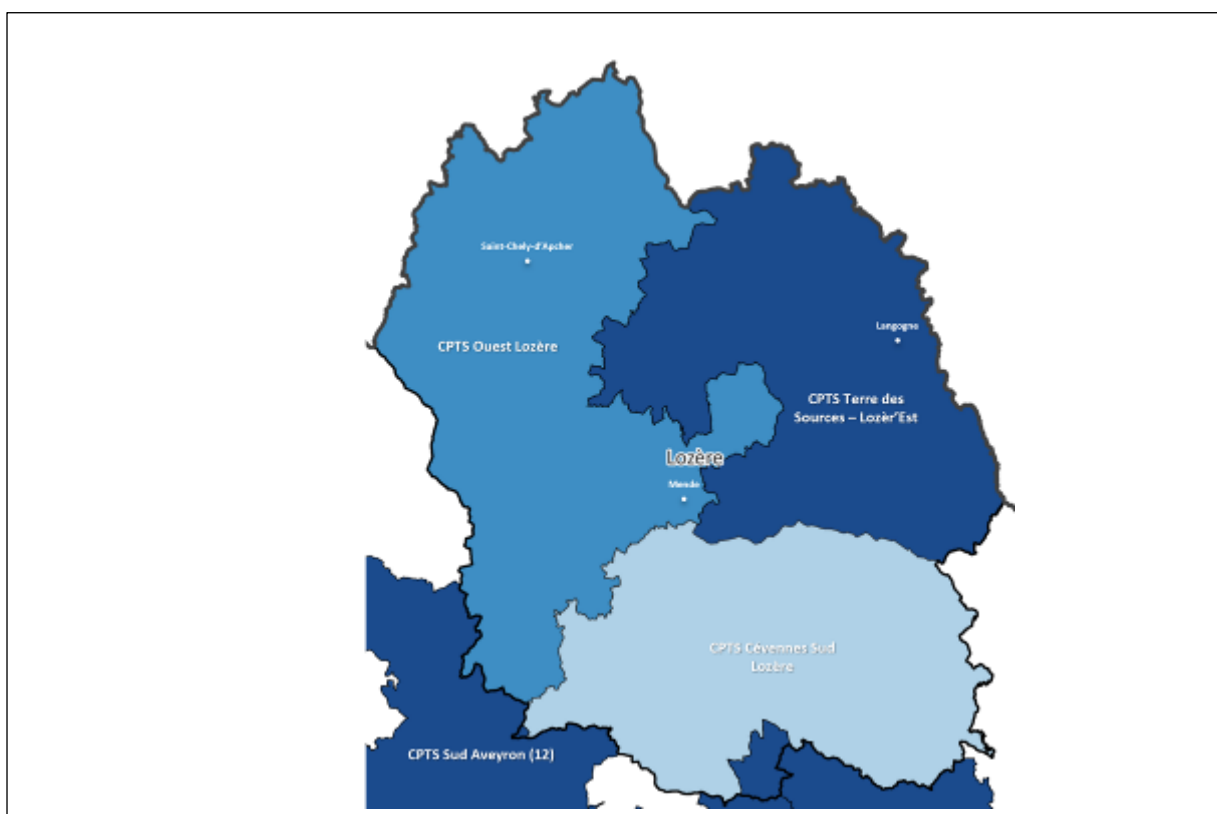 Saint-Chely-d'Apcher
Langogne
CPTS Ouest Lozère
CPTS Terre des
Sources – Lozèr'Est
Lozère
Mende
CPTS Cévennes Sud
Lozère
CPTS Sud Aveyron (12)